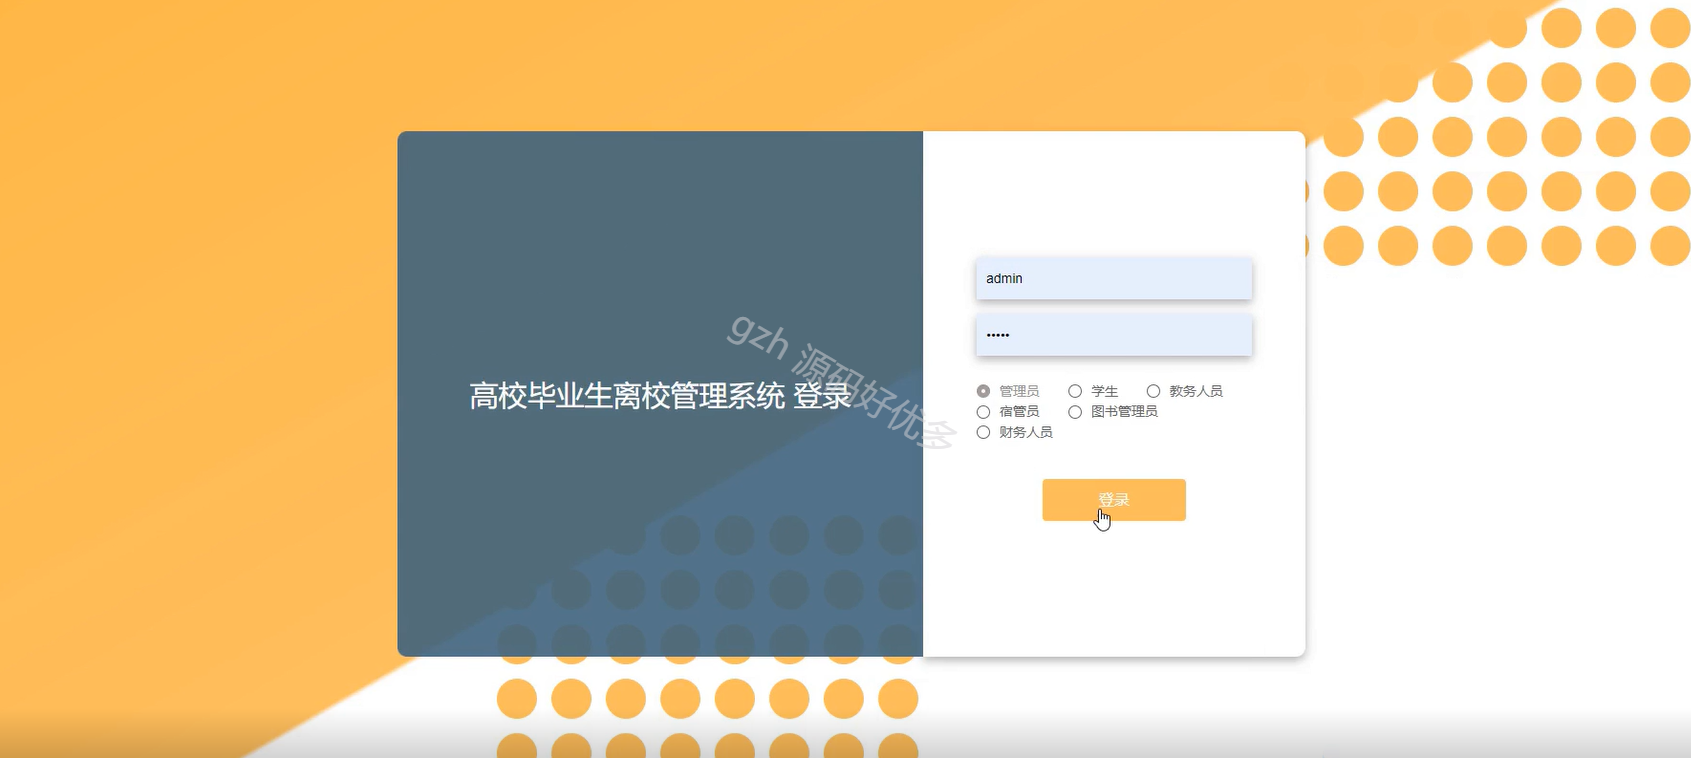 高校毕业生离校管理系统 登录
gzh 源码好优多
admin
•••••
管理员 学生 教务人员
宿管员 图书管理员
财务人员
登录